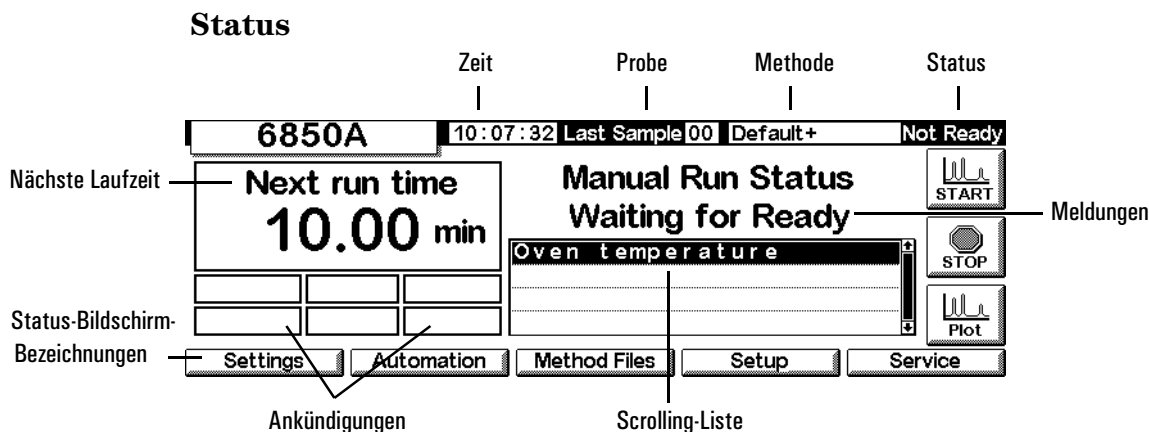 Status
Zeit Probe Methode Status
6850A 10:07:32 Last Sample 00 Default+ Not Ready
Nächste Laufzeit
Next run time
10.00 min
Manual Run Status
Waiting for Ready
Meldungen
Oven temperature
START
STOP
Plot
Status-Bildschirm-
Bezeichnungen
Settings Automation Method Files Setup Service
Ankündigungen Scrolling-Liste